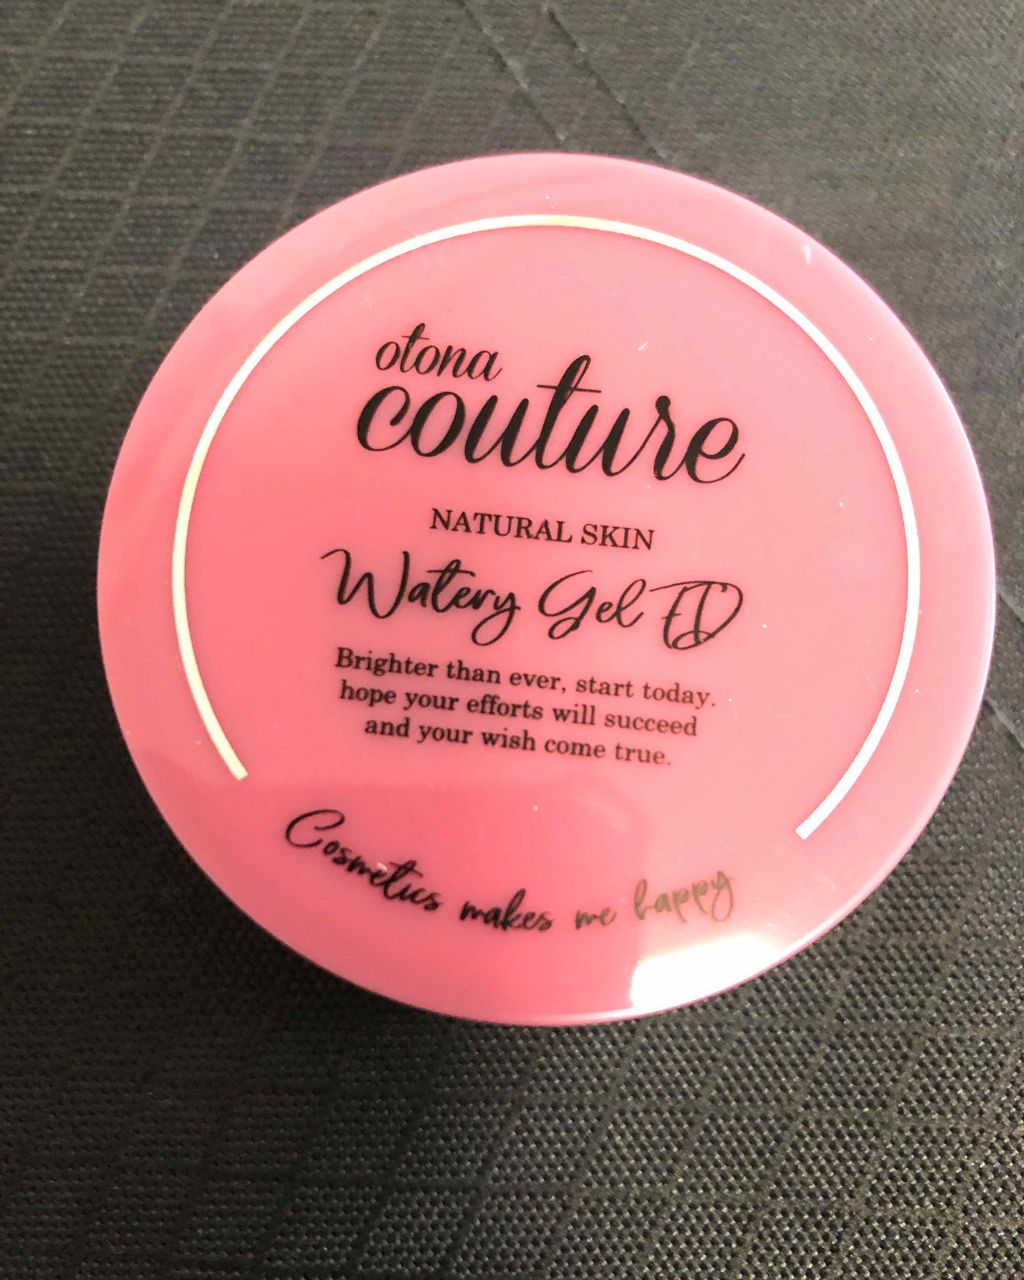 otona
couture
NATURAL SKIN
Watery Gel FD
Brighter than ever, start today.
hope your efforts will succeed
and your wish come true.
Cosmetics makes me happy